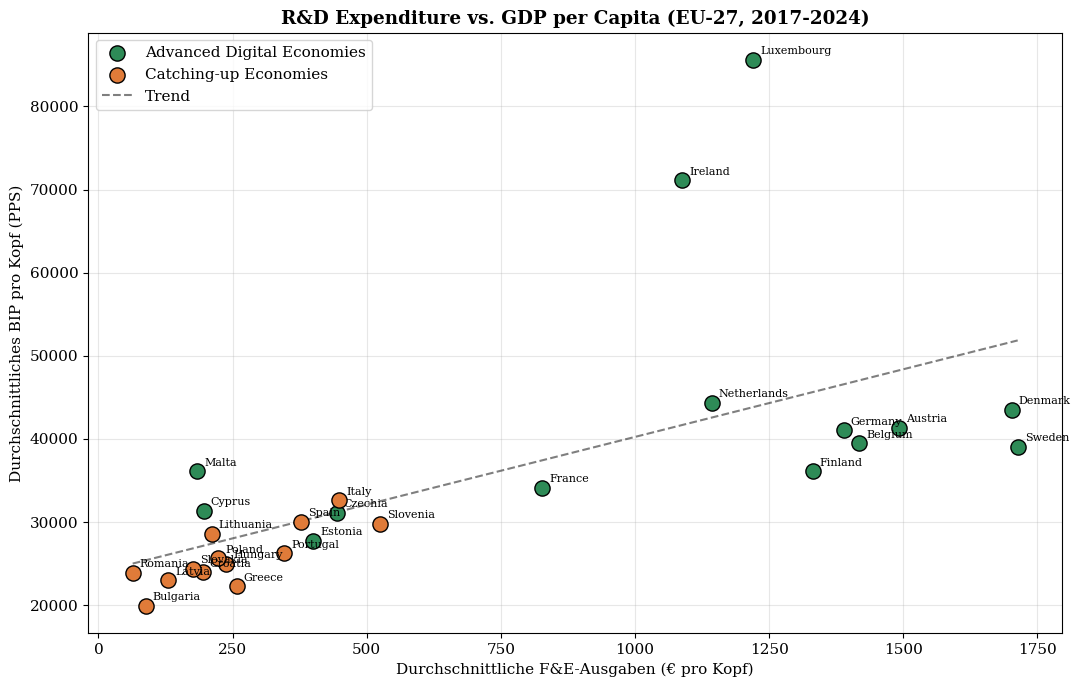 R&D Expenditure vs. GDP per Capita (EU-27, 2017-2024)
Advanced Digital Economies
Catching-up Economies
Trend
Durchschnittliches BIP pro Kopf (PPS)
80000
70000
60000
50000
40000
30000
20000
Luxembourg
Ireland
Netherlands
Denmark
Austria
Germany
Belgium
Sweden
Finland
Malta
France
Cyprus
Italy
Czechia
Spain
Slovenia
Lithuania
Estonia
Portugal
Poland
Hungary
Slovakia
Croatia
Romania
Latvia
Greece
Bulgaria
0
250
500
750
1000
1250
1500
1750
Durchschnittliche F&E-Ausgaben (€ pro Kopf)